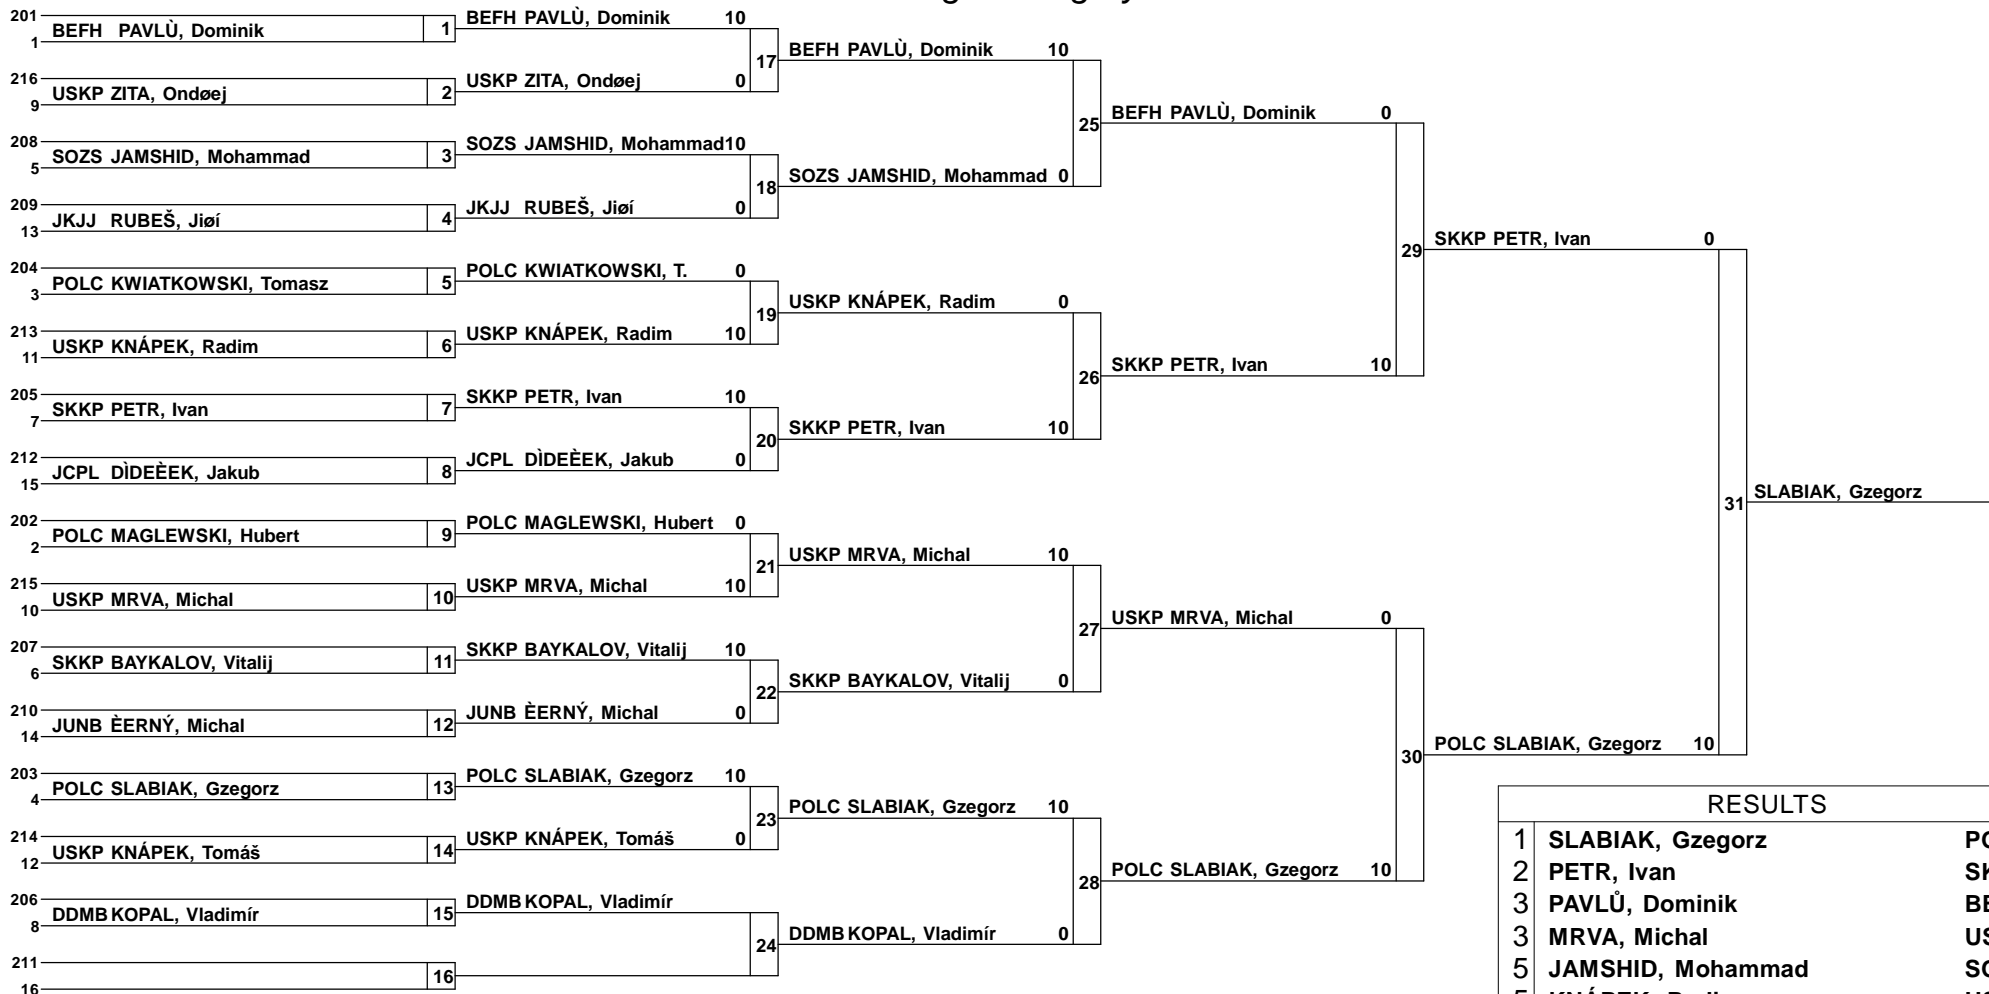 201
BEFH PAVLÙ, Dominik 1
1
216
USKP ZITA, Ondøej 2
9
208
SOZS JAMSHID, Mohammad 3
5
209
JKJJ RUBEŠ, Jiøí 4
13
204
POLC KWIATKOWSKI, Tomasz 5
3
213
USKP KNÁPEK, Radim 6
11
205
SKKP PETR, Ivan 7
7
212
JCPL DÌDEÈEK, Jakub 8
15
202
POLC MAGLEWSKI, Hubert 9
2
215
USKP MRVA, Michal 10
10
207
SKKP BAYKALOV, Vitalij 11
6
210
JUNB ÈERNÝ, Michal 12
14
203
POLC SLABIAK, Gzegorz 13
4
214
USKP KNÁPEK, Tomáš 14
12
206
DDMB KOPAL, Vladimír 15
8
211
16
16
BEFH PAVLÙ, Dominik 10
17
USKP ZITA, Ondøej 0
SOZS JAMSHID, Mohammad 10
18
JKJJ RUBEŠ, Jiøí 0
POLC KWIATKOWSKI, T. 0
19
USKP KNÁPEK, Radim 10
SKKP PETR, Ivan 10
20
JCPL DÌDEÈEK, Jakub 0
POLC MAGLEWSKI, Hubert 0
21
USKP MRVA, Michal 10
SKKP BAYKALOV, Vitalij 10
22
JUNB ÈERNÝ, Michal 0
POLC SLABIAK, Gzegorz 10
23
USKP KNÁPEK, Tomáš 0
DDMB KOPAL, Vladimír
24
BEFH PAVLÙ, Dominik 10
25
SOZS JAMSHID, Mohammad 0
USKP KNÁPEK, Radim 0
26
SKKP PETR, Ivan 10
USKP MRVA, Michal 10
27
SKKP BAYKALOV, Vitalij 0
POLC SLABIAK, Gzegorz 10
28
DDMB KOPAL, Vladimír 0
BEFH PAVLÙ, Dominik 0
29
SKKP PETR, Ivan 10
USKP MRVA, Michal 0
30
POLC SLABIAK, Gzegorz 10
SKKP PETR, Ivan 0
31
POLC SLABIAK, Gzegorz 10
SLABIAK, Gzegorz
RESULTS
1 SLABIAK, Gzegorz
2 PETR, Ivan
3 PAVLŮ, Dominik
3 MRVA, Michal
5 JAMSHID, Mohammad